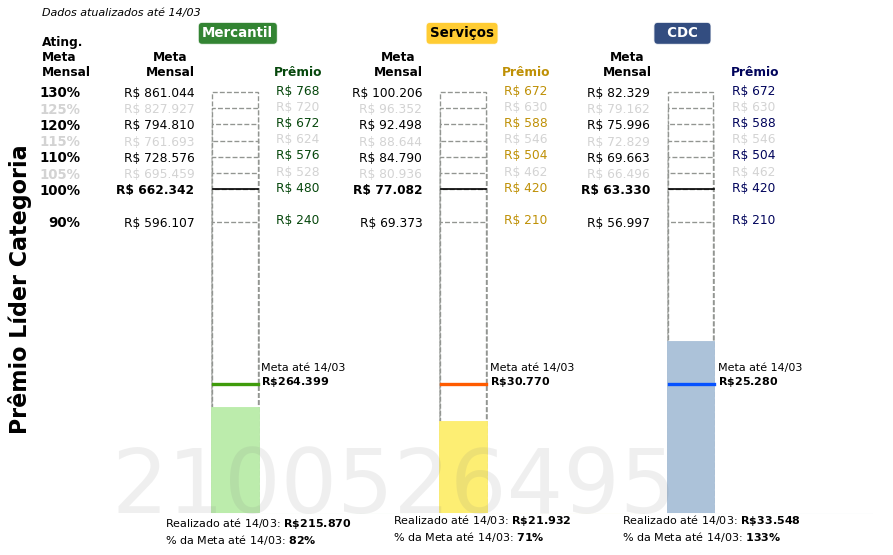 Dados atualizados até 14/03
Mercantil Serviços CDC
Ating. Meta Mensal
Meta Mensal Prêmio Meta Mensal Prêmio Meta Mensal Prêmio
130% R$ 861.044 R$ 768 R$ 100.206 R$ 672 R$ 82.329 R$ 672
125% R$ 827.927 R$ 720 R$ 96.352 R$ 630 R$ 79.162 R$ 630
120% R$ 794.810 R$ 672 R$ 92.498 R$ 588 R$ 75.996 R$ 588
115% R$ 761.693 R$ 624 R$ 88.644 R$ 546 R$ 72.829 R$ 546
110% R$ 728.576 R$ 576 R$ 84.790 R$ 504 R$ 69.663 R$ 504
105% R$ 695.459 R$ 528 R$ 80.936 R$ 462 R$ 66.496 R$ 462
100% R$ 662.342 R$ 480 R$ 77.082 R$ 420 R$ 63.330 R$ 420
90% R$ 596.107 R$ 240 R$ 69.373 R$ 210 R$ 56.997 R$ 210
Prêmio Líder Categoria
Meta até 14/03 Meta até 14/03 Meta até 14/03
R$264.399 R$30.770 R$25.280
2100526495
Realizado até 14/03: R$215.870 Realizado até 14/03: R$21.932 Realizado até 14/03: R$33.548
% da Meta até 14/03: 82% % da Meta até 14/03: 71% % da Meta até 14/03: 133%